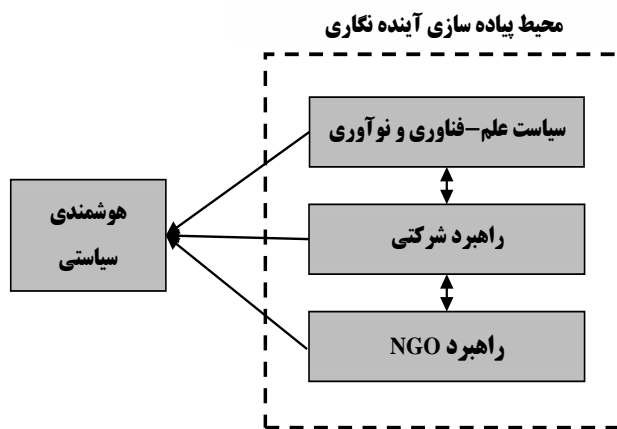 محیط پیاده سازی آینده نگاری
سیاست علم-فناوری و نوآوری
راهبرد شرکتی
راهبرد NGO
هوشمندی
سیاستی